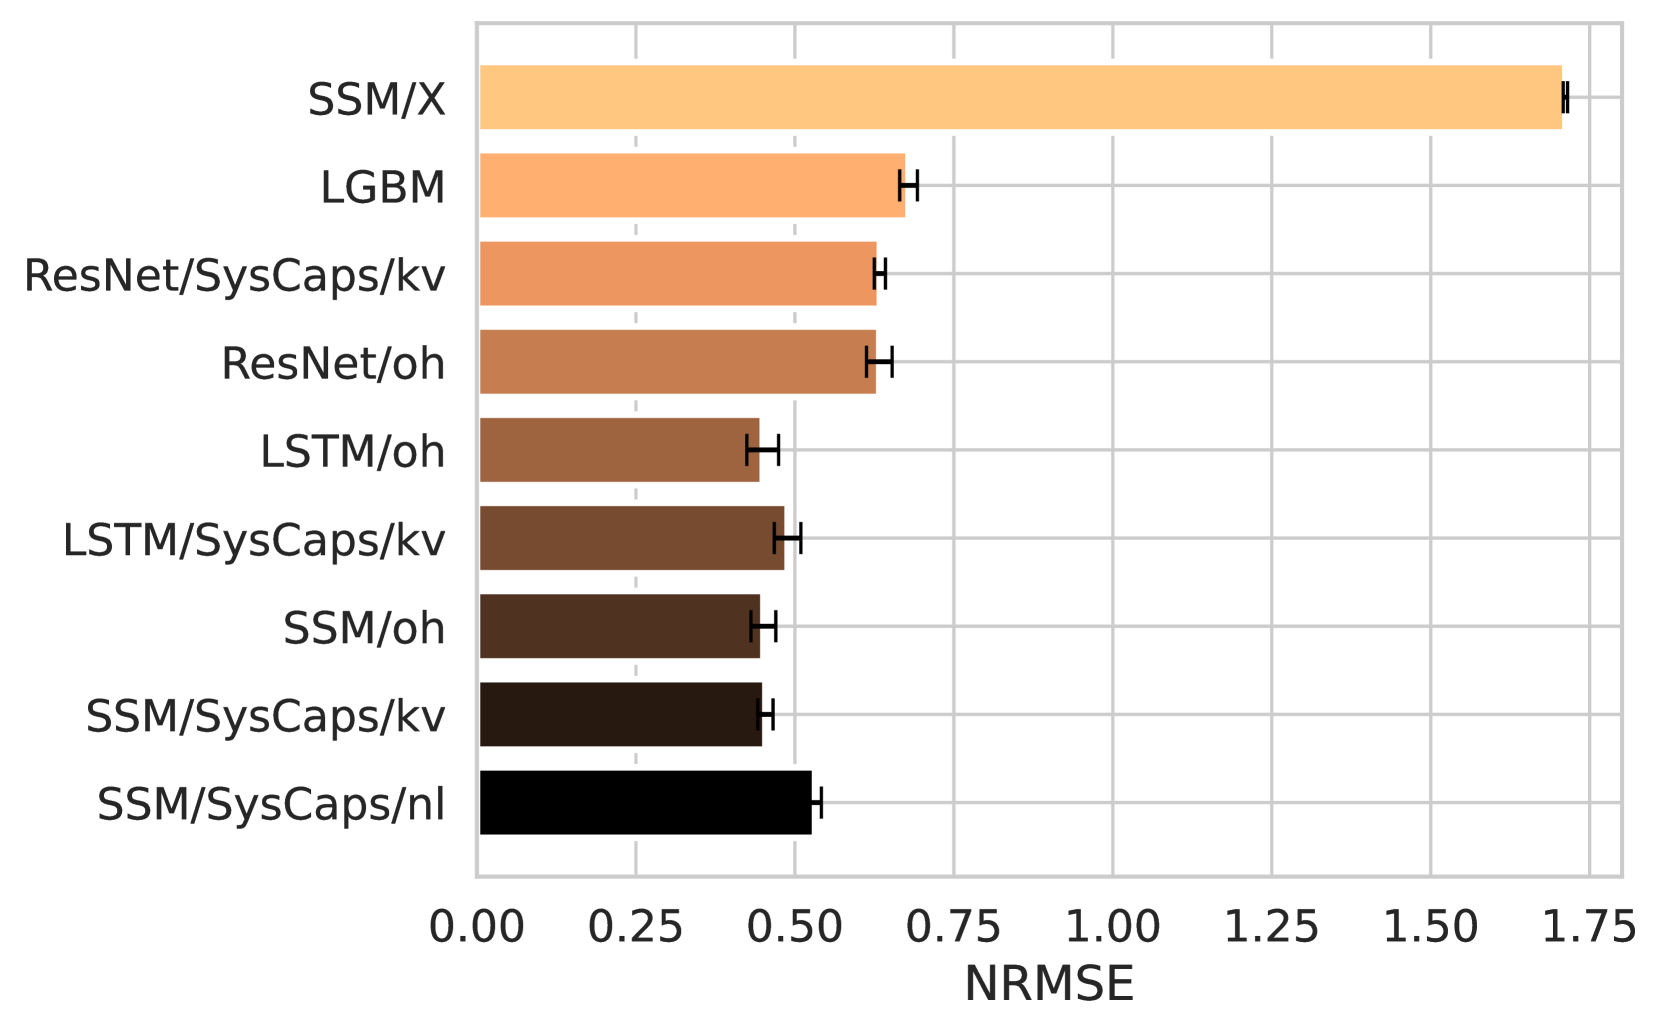 SSM/X
LGBM
ResNet/SysCaps/kv
ResNet/oh
LSTM/oh
LSTM/SysCaps/kv
SSM/oh
SSM/SysCaps/kv
SSM/SysCaps/nl
0.00 0.25 0.50 0.75 1.00 1.25 1.50 1.75
NRMSE